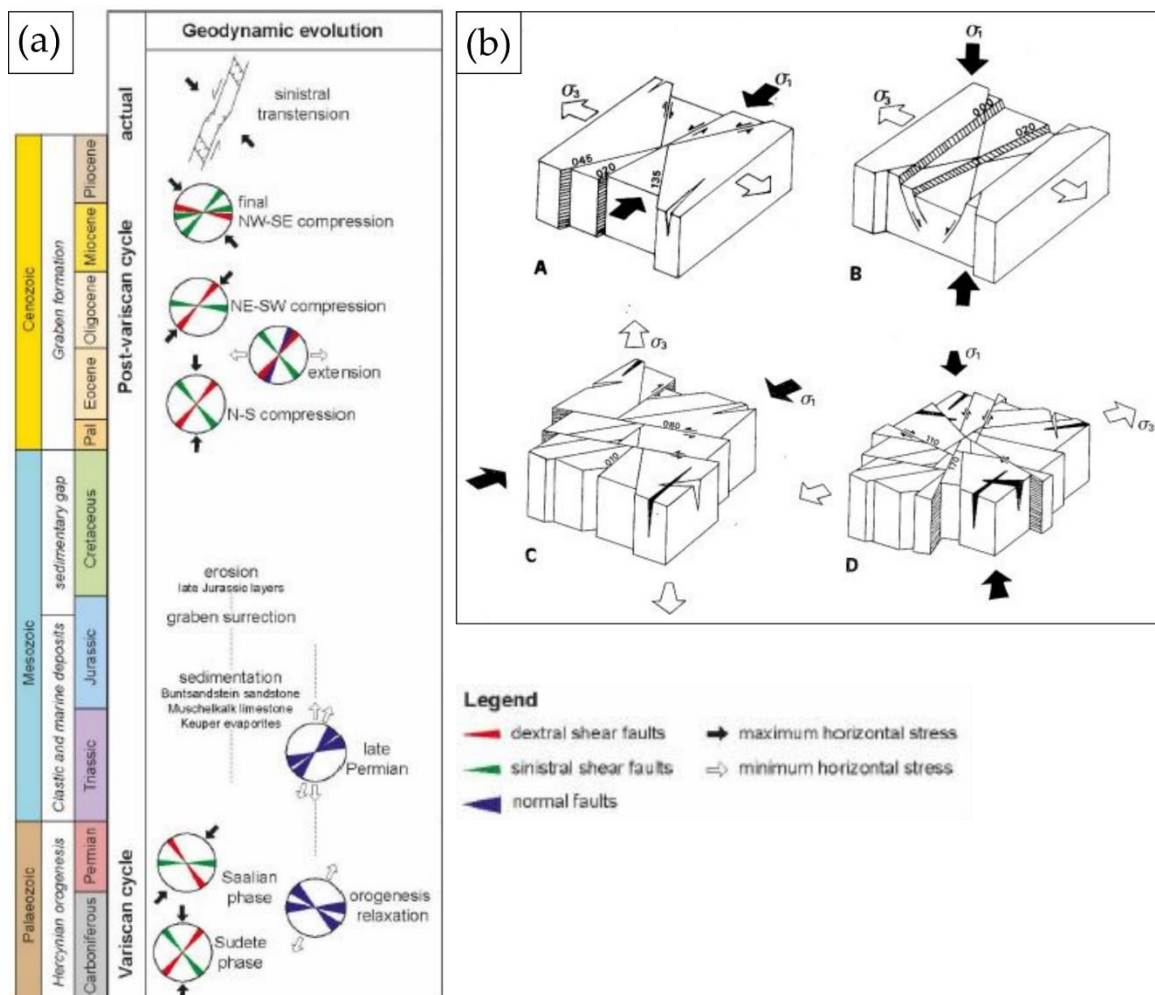 (a)
Geodynamic evolution
actual
sinistral
transtension
Cenozoic
Graben formation
Pliocene
Miocene
Oligocene
Eocene
Pal
Post-variscan cycle
final
NW-SE compression
NE-SW compression
extension
N-S compression
Mesozoic
sedimentary gap
Clastic and marine deposits
Cretaceous
Jurassic
Triassic
erosion
late Jurassic layers
graben surrection
sedimentation
Buntsandstein sandstone
Muschelkalk limestone
Keuper evaporites
late
Permian
Palaeozoic
Hercynian orogenesis
Permian
Carboniferous
Variscan cycle
Saalian
phase
orogenesis
relaxation
Sudete
phase
(b)
σ3
σ1
045
020
135
A
σ1
σ3
000
020
B
σ3
σ1
080
010
C
σ1
σ3
110
170
D
Legend
dextral shear faults
sinistral shear faults
normal faults
maximum horizontal stress
minimum horizontal stress